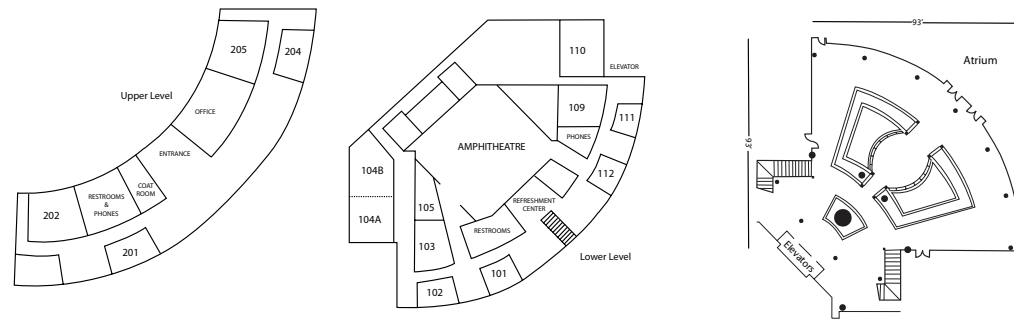 205
204
Upper Level
OFFICE
ENTRANCE
COAT
ROOM
RESTROOMS
&
PHONES
202
201
110
ELEVATOR
109
111
PHONES
AMPHITHEATRE
112
104B
104A
105
REFRESHMENT
CENTER
RESTROOMS
103
101
102
Lower Level
93'
Atrium
93'
Elevators